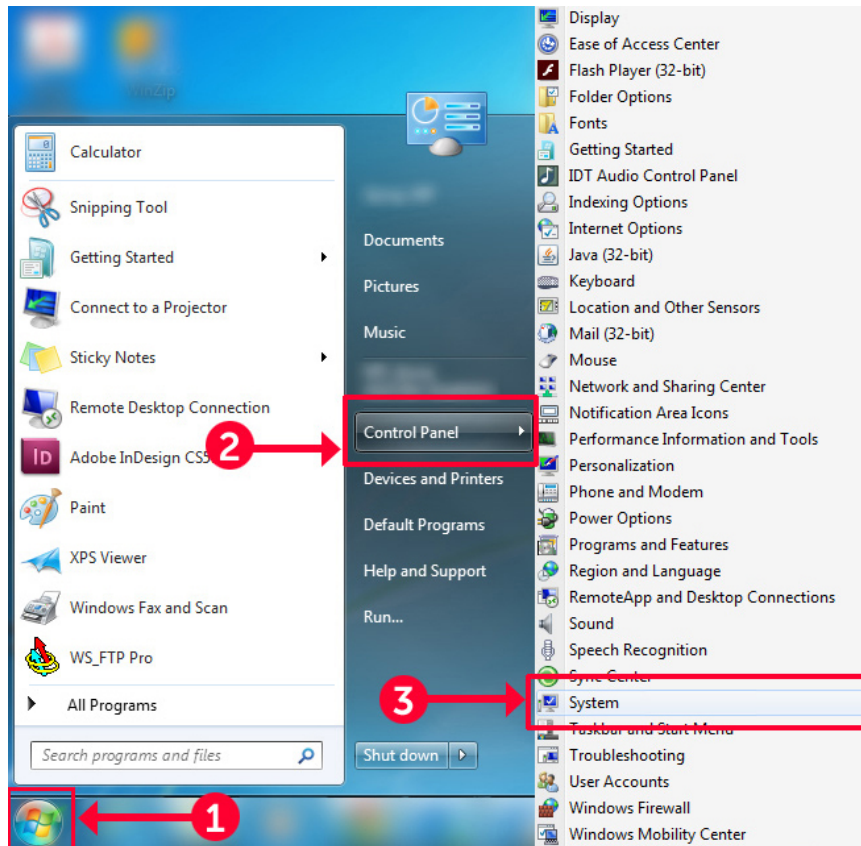 WinZip
Calculator
Snipping Tool
Getting Started
Connect to a Projector
Sticky Notes
Remote Desktop Connection
ID
Adobe InDesign CS5
Paint
XPS Viewer
Windows Fax and Scan
WS_FTP Pro
All Programs
Search programs and files
1
Documents
Pictures
Music
2
Control Panel
Devices and Printers
Default Programs
Help and Support
Run...
Shut down
Display
Ease of Access Center
Flash Player (32-bit)
Folder Options
Fonts
Getting Started
IDT Audio Control Panel
Indexing Options
Internet Options
Java (32-bit)
Keyboard
Location and Other Sensors
Mail (32-bit)
Mouse
Network and Sharing Center
Notification Area Icons
Performance Information and Tools
Personalization
Phone and Modem
Power Options
Programs and Features
Region and Language
RemoteApp and Desktop Connections
Sound
Speech Recognition
Sync Center
3
System
Taskbar and Start Menu
Troubleshooting
User Accounts
Windows Firewall
Windows Mobility Center